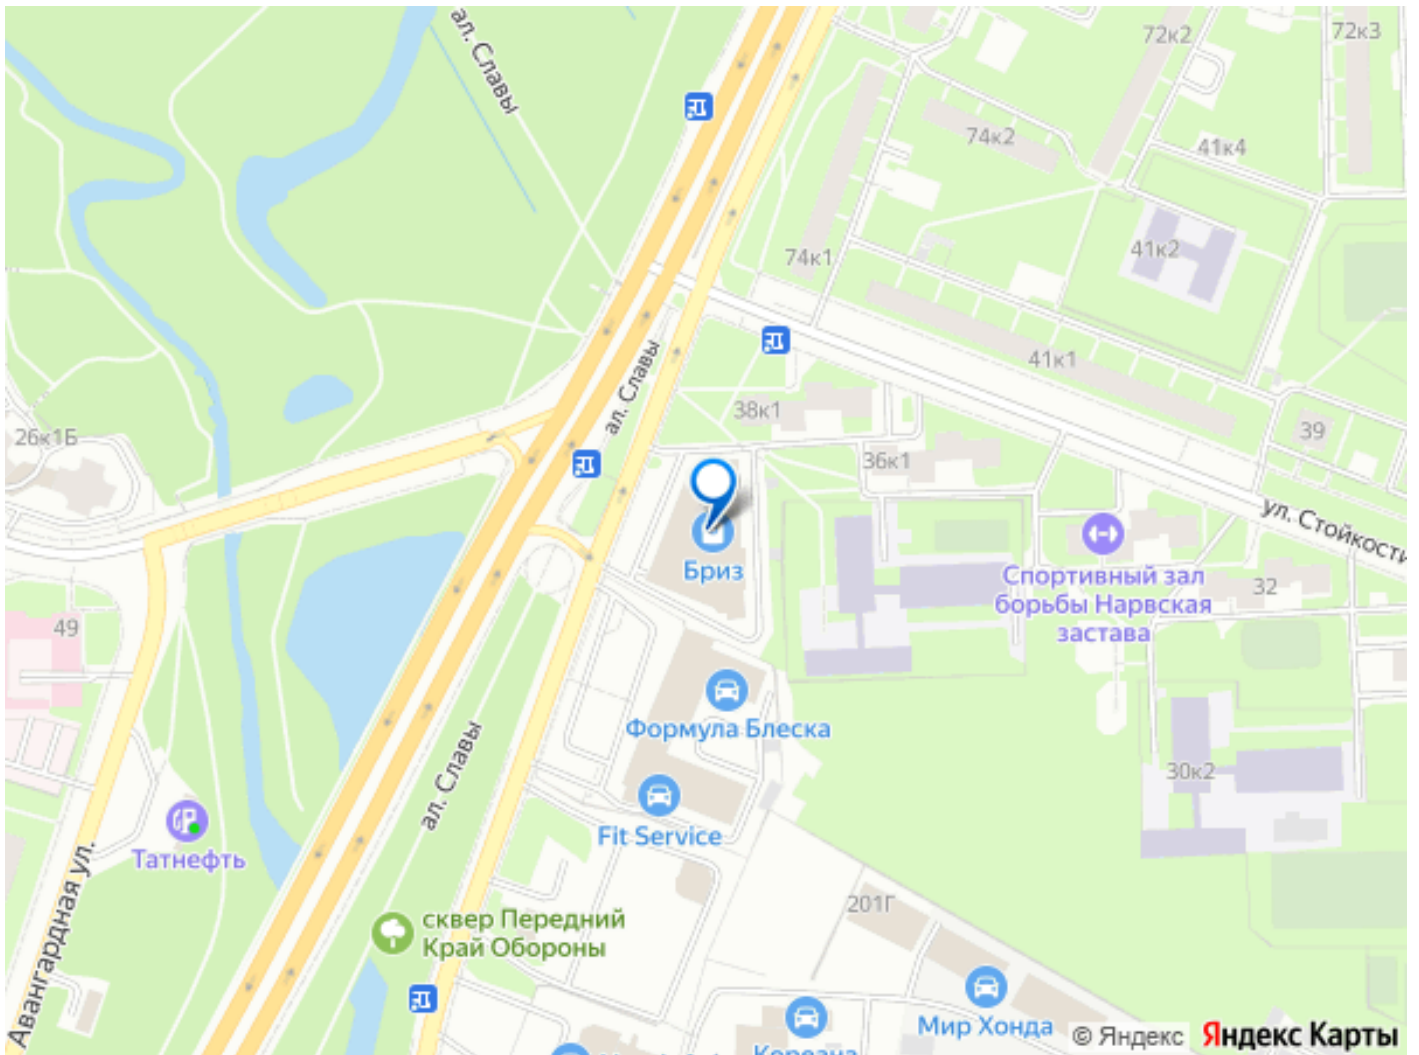 ал. Славы
72к2
72к3
74к2
41к4
74к1
41к2
41к1
ал. Славы
38к1
39
26к1Б
36к1
ул. Стойкости
Бриз
Спортивный зал
борьбы Нарвская
застава
32
49
Формула Блеска
ал. Славы
30к2
Fit Service
Татнефть
Авангардная ул.
201Г
сквер Передний
Край Обороны
Мир Хонда
© Яндекс
Яндекс Карты